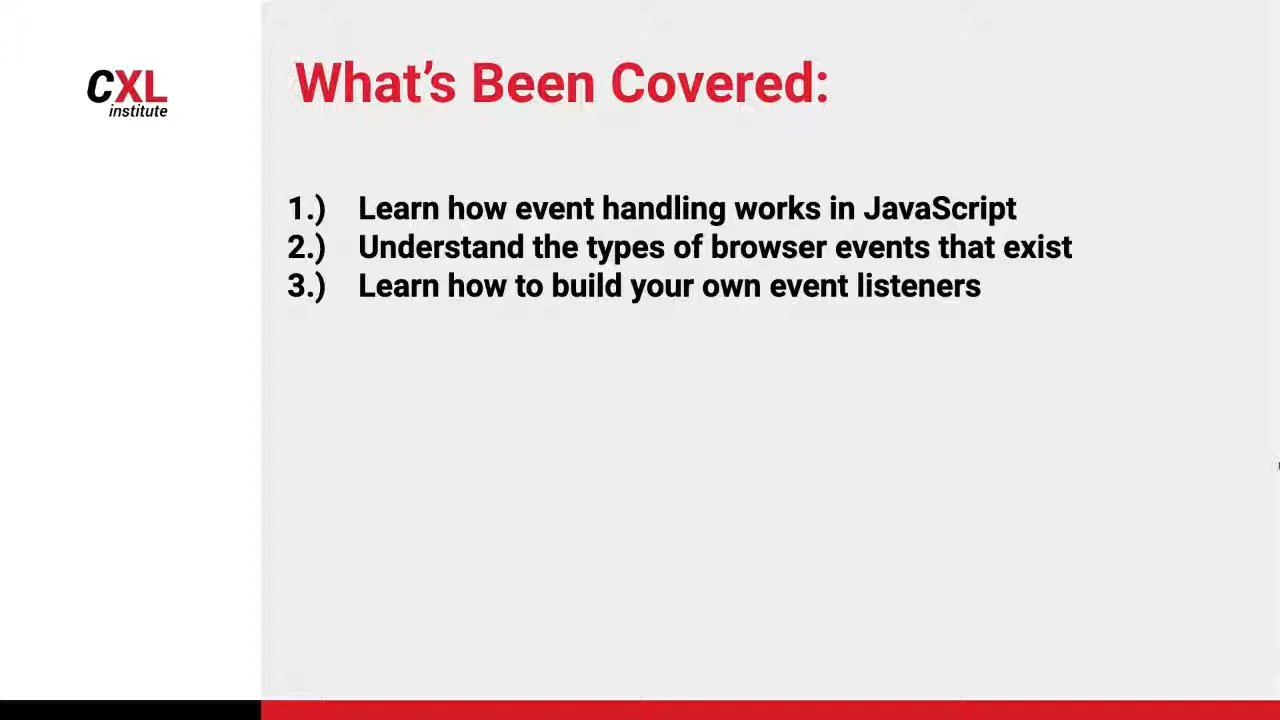 CXL
institute
What's Been Covered:
1.) Learn how event handling works in JavaScript
2.) Understand the types of browser events that exist
3.) Learn how to build your own event listeners